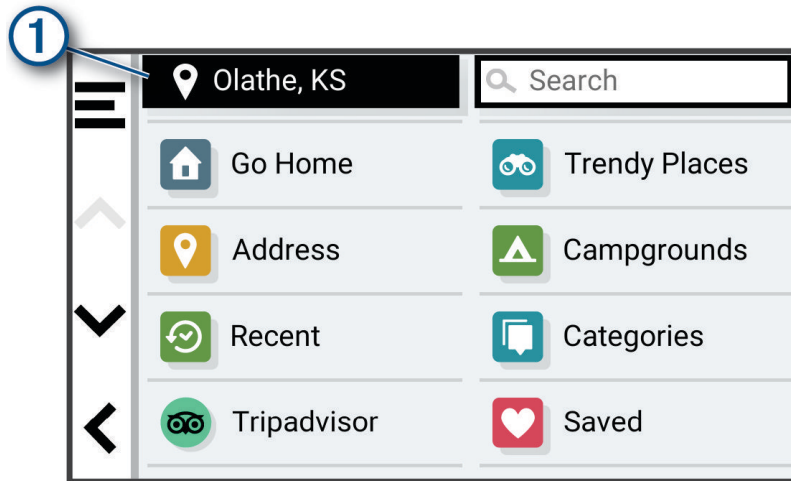 1
Olathe, KS
Search
Go Home
Trendy Places
Address
Campgrounds
Recent
Categories
Tripadvisor
Saved